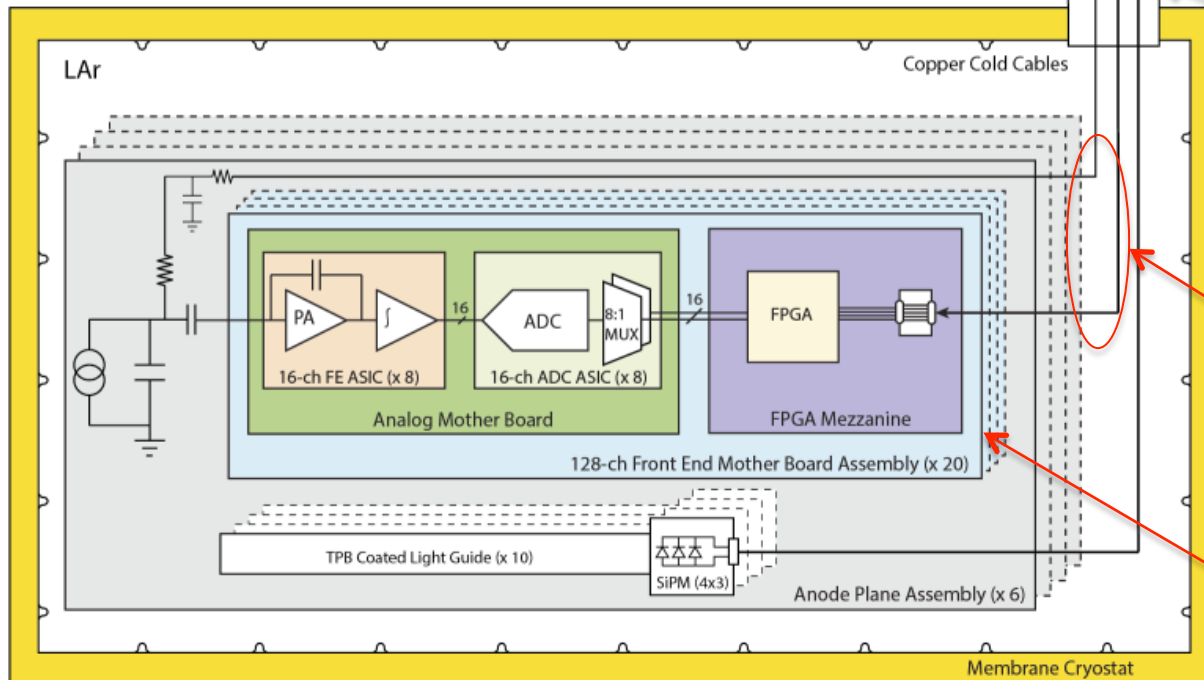 LAr
Copper Cold Cables
PA
∫
16
ADC
8:1
MUX
16
FPGA
16-ch FE ASIC (x 8)
16-ch ADC ASIC (x 8)
Analog Mother Board
FPGA Mezzanine
128-ch Front End Mother Board Assembly (x 20)
TPB Coated Light Guide (x 10)
SiPM (4x3)
Anode Plane Assembly (x 6)
Membrane Cryostat